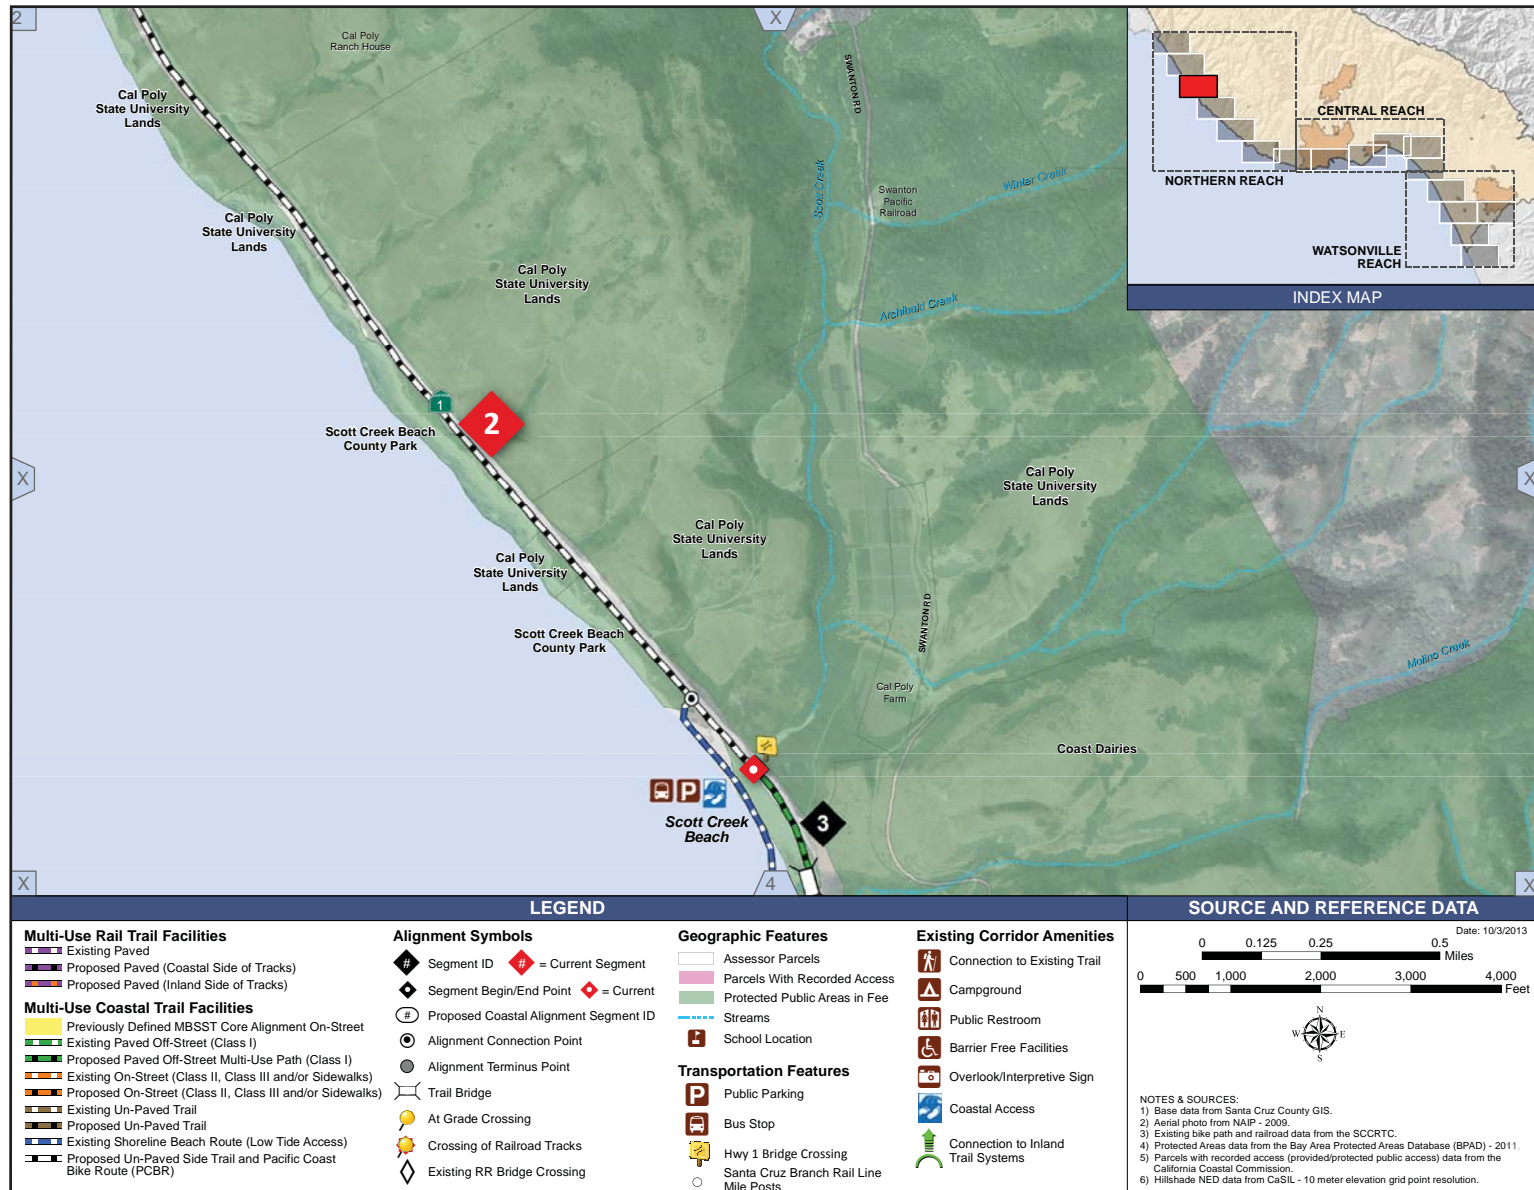 2
X
Cal Poly
Ranch House
Cal Poly
State University
Lands
SWANTON RD
Cal Poly
State University
Lands
Scott Creek
Winter Creek
Swanton
Pacific
Railroad
Cal Poly
State University
Lands
Archibald Creek
CENTRAL REACH
NORTHERN REACH
WATSONVILLE
REACH
INDEX MAP
1
2
Scott Creek Beach
County Park
X
X
Cal Poly
State University
Lands
Cal Poly
State University
Lands
Cal Poly
State University
Lands
SWANTON RD
Scott Creek Beach
County Park
Molino Creek
Cal Poly
Farm
Coast Dairies
P
Scott Creek
Beach
3
X
4
X
LEGEND
Multi-Use Rail Trail Facilities
Existing Paved
Proposed Paved (Coastal Side of Tracks)
Proposed Paved (Inland Side of Tracks)
Multi-Use Coastal Trail Facilities
Previously Defined MBSST Core Alignment On-Street
Existing Paved Off-Street (Class I)
Proposed Paved Off-Street Multi-Use Path (Class I)
Existing On-Street (Class II, Class III and/or Sidewalks)
Proposed On-Street (Class II, Class III and/or Sidewalks)
Existing Un-Paved Trail
Proposed Un-Paved Trail
Existing Shoreline Beach Route (Low Tide Access)
Proposed Un-Paved Side Trail and Pacific Coast
Bike Route (PCBR)
Alignment Symbols
# Segment ID # = Current Segment
Segment Begin/End Point = Current
# Proposed Coastal Alignment Segment ID
Alignment Connection Point
Alignment Terminus Point
Trail Bridge
At Grade Crossing
Crossing of Railroad Tracks
Existing RR Bridge Crossing
Geographic Features
Assessor Parcels
Parcels With Recorded Access
Protected Public Areas in Fee
Streams
School Location
Transportation Features
P Public Parking
Bus Stop
Hwy 1 Bridge Crossing
Santa Cruz Branch Rail Line
Mile Posts
Existing Corridor Amenities
Connection to Existing Trail
Campground
Public Restroom
Barrier Free Facilities
Overlook/Interpretive Sign
Coastal Access
Connection to Inland
Trail Systems
SOURCE AND REFERENCE DATA
Date: 10/3/2013
0 0.125 0.25 0.5
Miles
0 500 1,000 2,000 3,000 4,000
Feet
N
W E
S
NOTES & SOURCES:
1) Base data from Santa Cruz County GIS.
2) Aerial photo from NAIP - 2009.
3) Existing bike path and railroad data from the SCCRTC.
4) Protected Areas data from the Bay Area Protected Areas Database (BPAD) - 2011.
5) Parcels with recorded access (provided/protected public access) data from the
California Coastal Commission.
6) Hillshade NED data from CaSIL - 10 meter elevation grid point resolution.